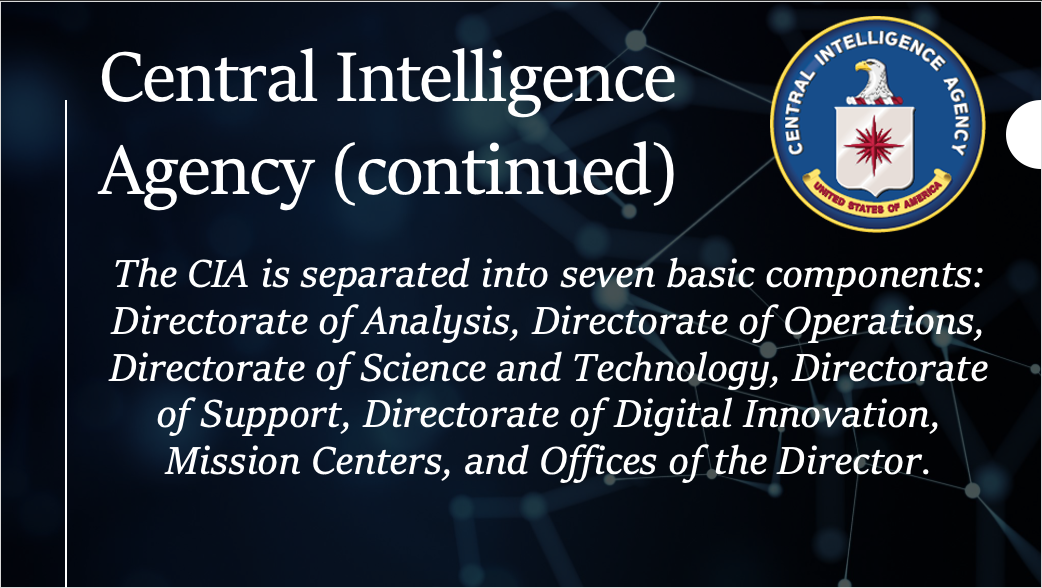 Central Intelligence
Agency (continued)
CENTRAL INTELLIGENCE AGENCY
UNITED STATES OF AMERICA
The CIA is separated into seven basic components:
Directorate of Analysis, Directorate of Operations,
Directorate of Science and Technology, Directorate
of Support, Directorate of Digital Innovation,
Mission Centers, and Offices of the Director.